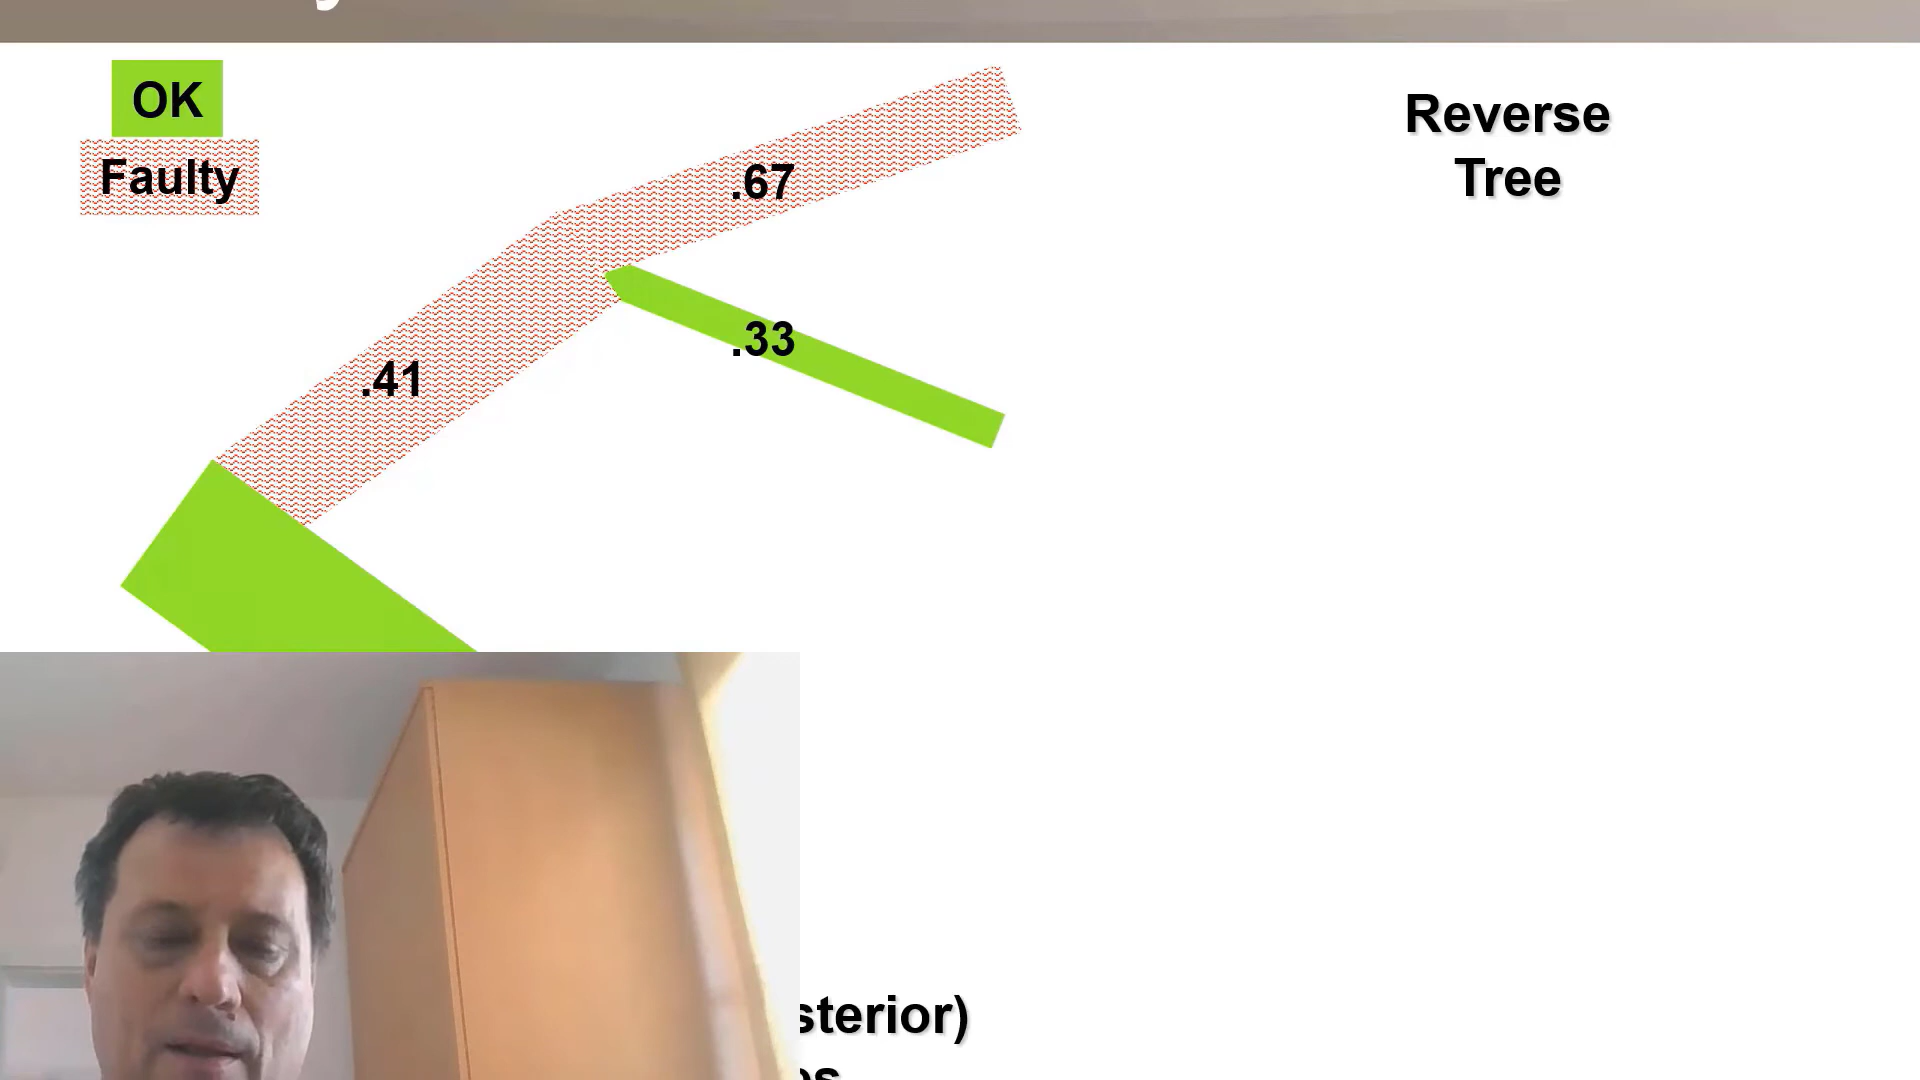 OK
Faulty
.67
.33
.41
Reverse
Tree
sterior)